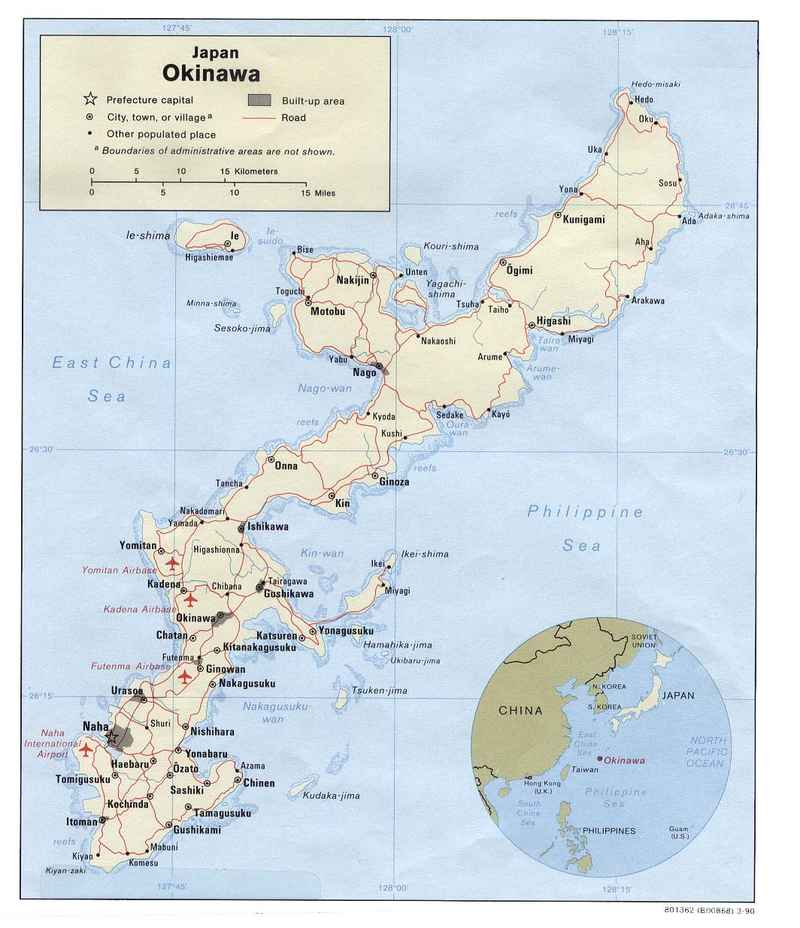 127°45'
128°00'
128°15'
Japan
Okinawa
Prefecture capital
Built-up area
City, town, or village a
Road
Other populated place
a Boundaries of administrative areas are not shown.
0 5 10 15 Kilometers
0 5 10 15 Miles
Hedo-misaki
Hedo
Oku
Uka
Yona
Sosu
26°45'
Ie-shima
Ie
Ie-suido
Higashiemae
reefs
Kunigami
Ada
Adaka-shima
Aha
Bise
Kouri-shima
Unten
Nakijin
Yagachi-
shima
Ōgimi
Toguchi
Minna-shima
Motobu
Sesoko-jima
Tsuha
Taiho
Arakawa
Higashi
Miyagi
Taira
wan
Nakaoshi
Arume
Arume-
wan
Yabu
Nago
Nago-wan
East China
Sea
Kyoda
Sedake
Kayō
Oura
wan
reefs
Kushi
26°30'
26°30'
Onna
Ginoza
reefs
Tancha
Kin
Nakadomari
Yamada
Ishikawa
Philippine
Sea
Yomitan
Higashionna
Kin-wan
Ikei-shima
Ikei
Yomitan Airbase
Kadena
Chibana
Tairagawa
Gushikawa
Miyagi
Kadena Airbase
Okinawa
Chatan
Katsuren
Yonagusuku
Kitanakagusuku
Hamahika-jima
Ukibaru-jima
Futenma
Futenma Airbase
Ginowan
Nakagusuku
Tsuken-jima
26°15'
Urasoe
Nakagusuku-
wan
Naha
Shuri
Nishihara
Naha
International
Airport
Yonabaru
Haebaru
Ōzato
Azama
Tomigusuku
Chinen
Sashiki
Kochinda
Kudaka-jima
Tamagusuku
Itoman
Gushikami
reefs
Mabuni
Kiyan
Komesu
Kiyan-zaki
127°45'
128°00'
128°15'
SOVIET
UNION
N. KOREA
S. KOREA
JAPAN
CHINA
East
China
Sea
NORTH
PACIFIC
OCEAN
Okinawa
Taiwan
Hong Kong
(U.K.)
Philippine
Sea
South
China
Sea
PHILIPPINES
Guam
(U.S.)
801362 (B00868) 3-90